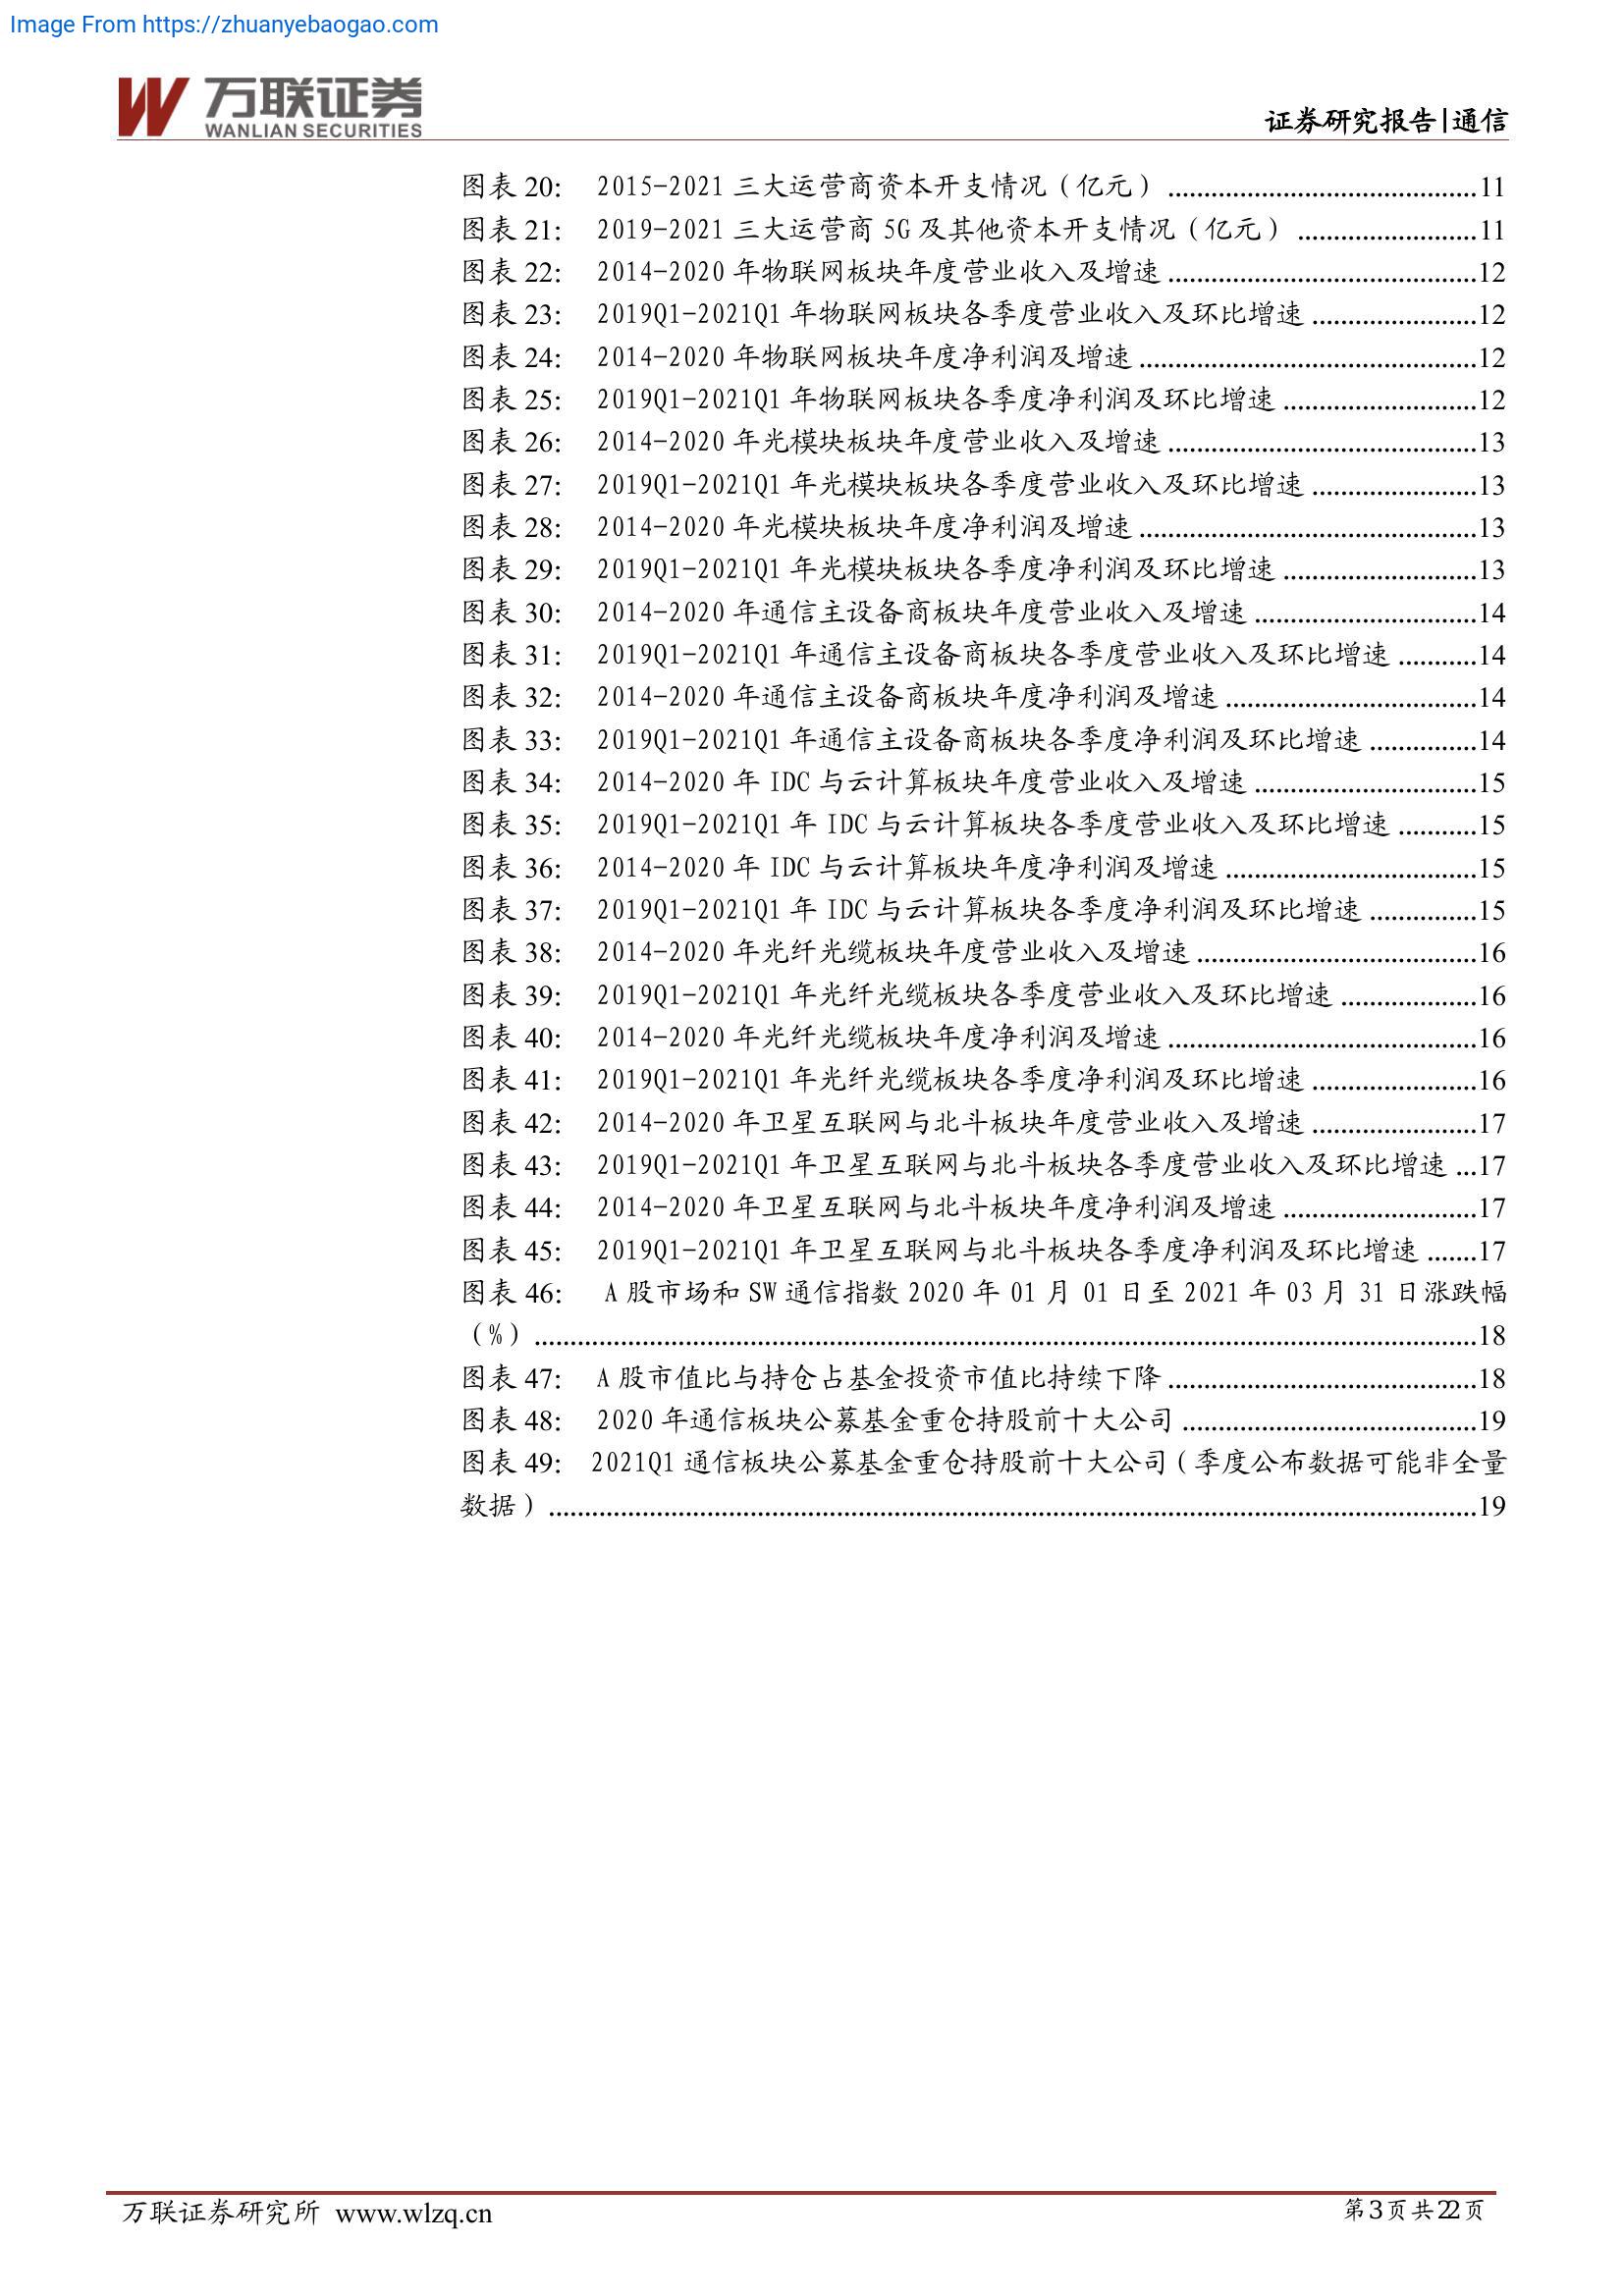 Image From https://zhuanyebaogao.com
万联证券
WANLIAN SECURITIES
证券研究报告|通信
图表 20: 2015-2021 三大运营商资本开支情况（亿元） ...........................................11
图表 21: 2019-2021 三大运营商 5G 及其他资本开支情况（亿元） .........................11
图表 22: 2014-2020 年物联网板块年度营业收入及增速 ...........................................12
图表 23: 2019Q1-2021Q1 年物联网板块各季度营业收入及环比增速 .......................12
图表 24: 2014-2020 年物联网板块年度净利润及增速 ...............................................12
图表 25: 2019Q1-2021Q1 年物联网板块各季度净利润及环比增速 ...........................12
图表 26: 2014-2020 年光模块板块年度营业收入及增速 ...........................................13
图表 27: 2019Q1-2021Q1 年光模块板块各季度营业收入及环比增速 .......................13
图表 28: 2014-2020 年光模块板块年度净利润及增速 ...............................................13
图表 29: 2019Q1-2021Q1 年光模块板块各季度净利润及环比增速 ...........................13
图表 30: 2014-2020 年通信主设备商板块年度营业收入及增速 ...............................14
图表 31: 2019Q1-2021Q1 年通信主设备商板块各季度营业收入及环比增速 ...........14
图表 32: 2014-2020 年通信主设备商板块年度净利润及增速 ...................................14
图表 33: 2019Q1-2021Q1 年通信主设备商板块各季度净利润及环比增速 ...............14
图表 34: 2014-2020 年 IDC 与云计算板块年度营业收入及增速 ...............................15
图表 35: 2019Q1-2021Q1 年 IDC 与云计算板块各季度营业收入及环比增速 ...........15
图表 36: 2014-2020 年 IDC 与云计算板块年度净利润及增速 ...................................15
图表 37: 2019Q1-2021Q1 年 IDC 与云计算板块各季度净利润及环比增速 ...............15
图表 38: 2014-2020 年光纤光缆板块年度营业收入及增速 .......................................16
图表 39: 2019Q1-2021Q1 年光纤光缆板块各季度营业收入及环比增速 ...................16
图表 40: 2014-2020 年光纤光缆板块年度净利润及增速 ...........................................16
图表 41: 2019Q1-2021Q1 年光纤光缆板块各季度净利润及环比增速 .......................16
图表 42: 2014-2020 年卫星互联网与北斗板块年度营业收入及增速 .......................17
图表 43: 2019Q1-2021Q1 年卫星互联网与北斗板块各季度营业收入及环比增速 ...17
图表 44: 2014-2020 年卫星互联网与北斗板块年度净利润及增速 ...........................17
图表 45: 2019Q1-2021Q1 年卫星互联网与北斗板块各季度净利润及环比增速 .......17
图表 46: A 股市场和 SW 通信指数 2020 年 01 月 01 日至 2021 年 03 月 31 日涨跌幅
（%） ...................................................................................................................................18
图表 47: A 股市值比与持仓占基金投资市值比持续下降 ...........................................18
图表 48: 2020 年通信板块公募基金重仓持股前十大公司 .........................................19
图表 49: 2021Q1 通信板块公募基金重仓持股前十大公司（季度公布数据可能非全量
数据） .................................................................................................................................19
万联证券研究所 www.wlzq.cn
第3页共22页